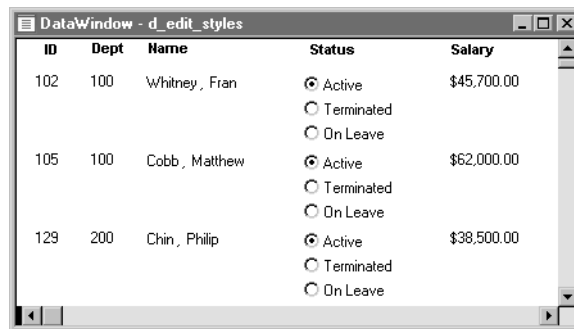 DataWindow - d_edit_styles
ID Dept Name Status Salary
102 100 Whitney , Fran Active $45,700.00
Terminated
On Leave
105 100 Cobb , Matthew Active $62,000.00
Terminated
On Leave
129 200 Chin , Philip Active $38,500.00
Terminated
On Leave